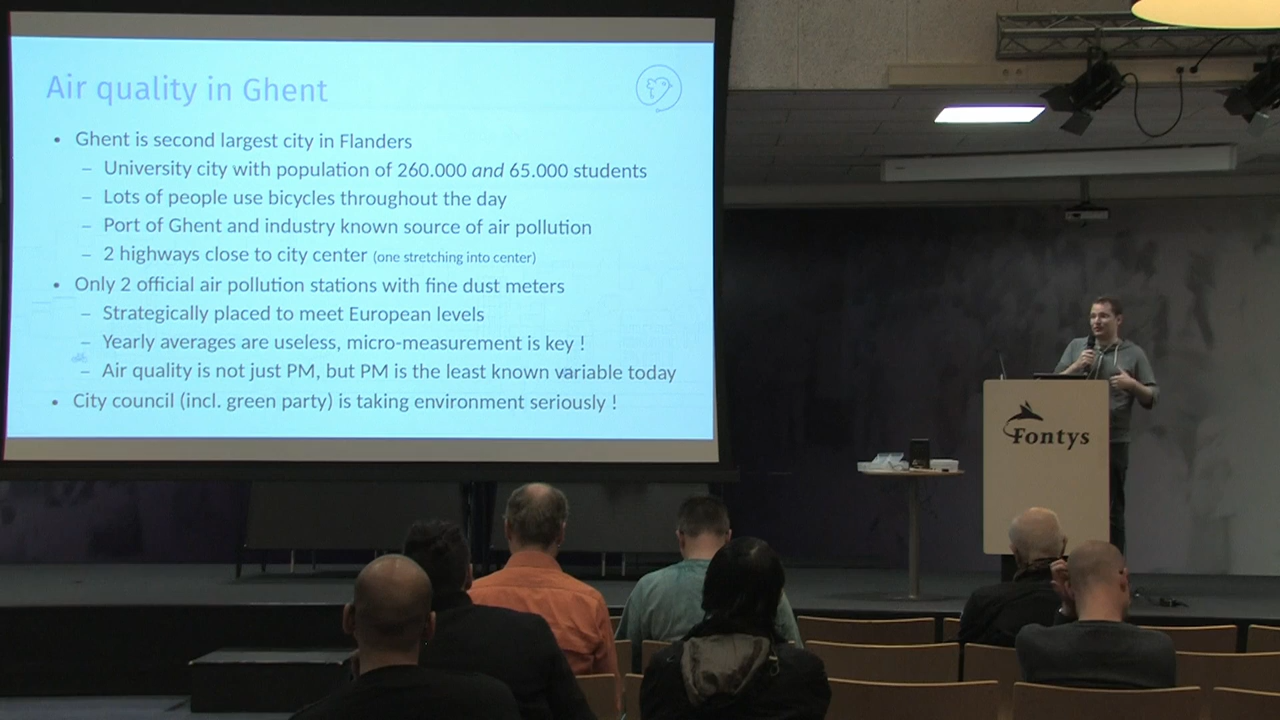 Air quality in Ghent
• Ghent is second largest city in Flanders
– University city with population of 260.000 and 65.000 students
– Lots of people use bicycles throughout the day
– Port of Ghent and industry known source of air pollution
– 2 highways close to city center (one stretching into center)
• Only 2 official air pollution stations with fine dust meters
– Strategically placed to meet European levels
– Yearly averages are useless, micro-measurement is key !
– Air quality is not just PM, but PM is the least known variable today
• City council (incl. green party) is taking environment seriously !
Fontys